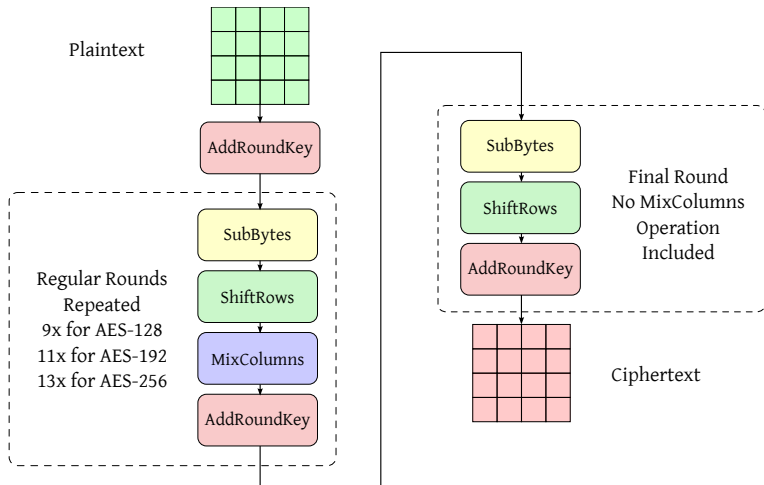 Plaintext
AddRoundKey
SubBytes
ShiftRows
MixColumns
AddRoundKey
Regular Rounds
Repeated
9x for AES-128
11x for AES-192
13x for AES-256
SubBytes
ShiftRows
AddRoundKey
Final Round
No MixColumns
Operation
Included
Ciphertext